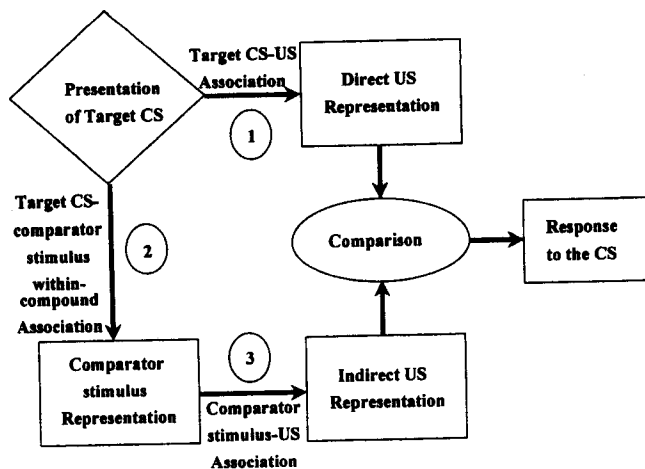 Presentation
of Target CS
Target CS-US
Association
1
Direct US
Representation
Target CS-
comparator
stimulus
within-
compound
Association
2
Comparison
Response
to the CS
Comparator
stimulus
Representation
3
Comparator
stimulus-US
Association
Indirect US
Representation